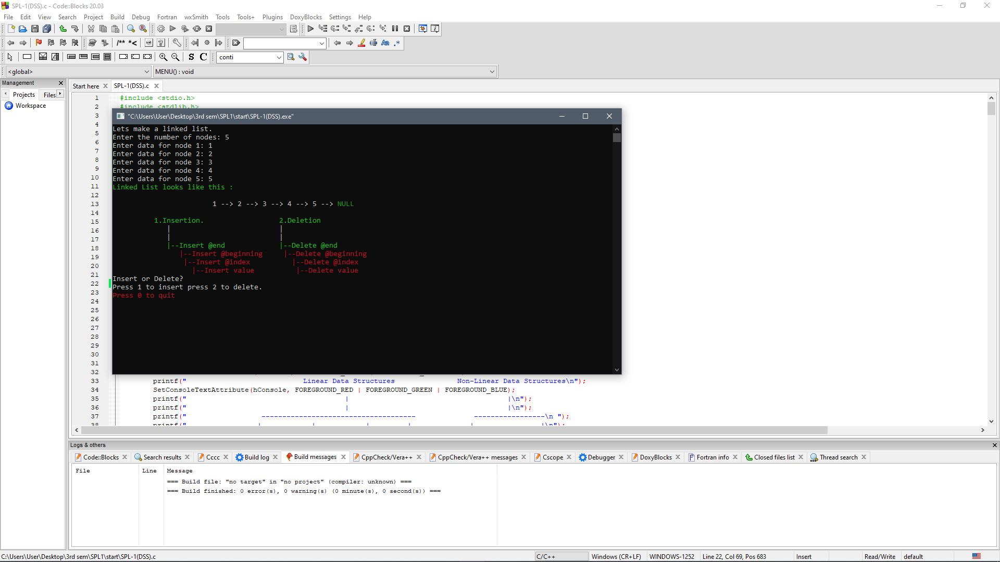 SPL-1(DSS).c - Code::Blocks 20.03
File Edit View Search Project Build Debug Fortran wxSmith Tools Tools+ Plugins DoxyBlocks Settings Help
/** *<
Aa .*
S C conti
<global> MENU() : void
Management
Start here SPL-1(DSS).c
Projects Files
Workspace
1 #include <stdio.h>
2 #include <stdlib.h>
3
4
5
6
7
8
9
10
11
12
13
14
15
16
17
18
19
20
21
22
23
24
25
26
27
28
29
30
31
32
"C:\Users\User\Desktop\3rd sem\SPL1\start\SPL-1(DSS).exe"
Lets make a linked list.
Enter the number of nodes: 5
Enter data for node 1: 1
Enter data for node 2: 2
Enter data for node 3: 3
Enter data for node 4: 4
Enter data for node 5: 5
Linked List looks like this :
1 --> 2 --> 3 --> 4 --> 5 --> NULL
1.Insertion. 2.Deletion
| |
| |
|--Insert @end |--Delete @end
|--Insert @beginning |--Delete @beginning
|--Insert @index |--Delete @index
|--Insert value |--Delete value
Insert or Delete?
Press 1 to insert press 2 to delete.
Press 0 to quit
33 printf(" Linear Data Structures Non-Linear Data Structures\n");
34 SetConsoleTextAttribute(hConsole, FOREGROUND_RED | FOREGROUND_GREEN | FOREGROUND_BLUE);
35 printf(" | |\n");
36 printf(" | |\n");
37 printf(" ------------------------------------- -----------------\n ");
38 printf(" | | | | | |\n");
Logs & others
Code::Blocks Search results Cccc Build log Build messages CppCheck/Vera++ CppCheck/Vera++ messages Cscope Debugger DoxyBlocks Fortran info Closed files list Thread search
File Line Message
=== Build file: "no target" in "no project" (compiler: unknown) ===
=== Build finished: 0 error(s), 0 warning(s) (0 minute(s), 0 second(s)) ===
C:\Users\User\Desktop\3rd sem\SPL1\start\SPL-1(DSS).c C/C++ Windows (CR+LF) WINDOWS-1252 Line 22, Col 69, Pos 683 Insert Read/Write default